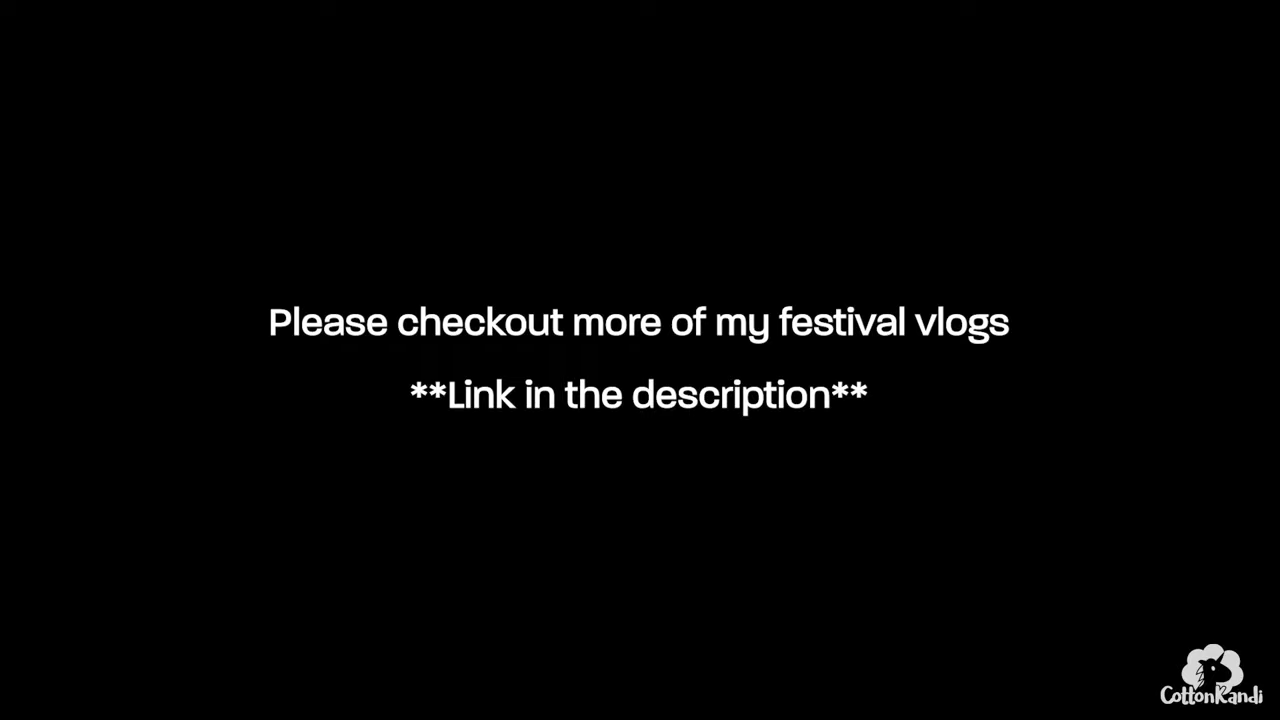 Please checkout more of my festival vlogs
**Link in the description**
CottonKandi